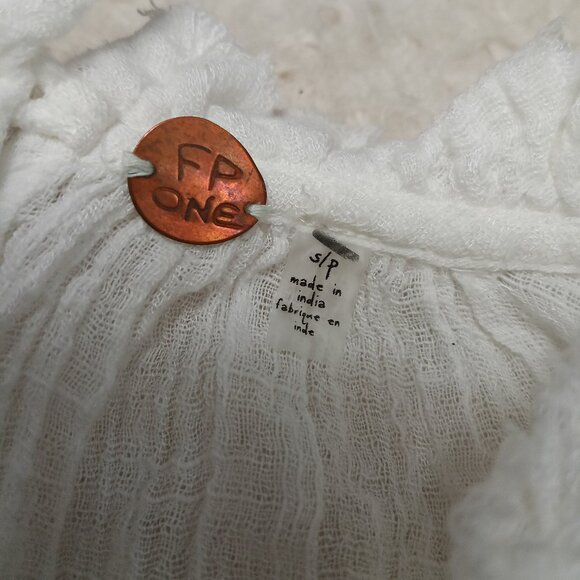 FP
ONE
s/p
made in
india
fabrique en
inde